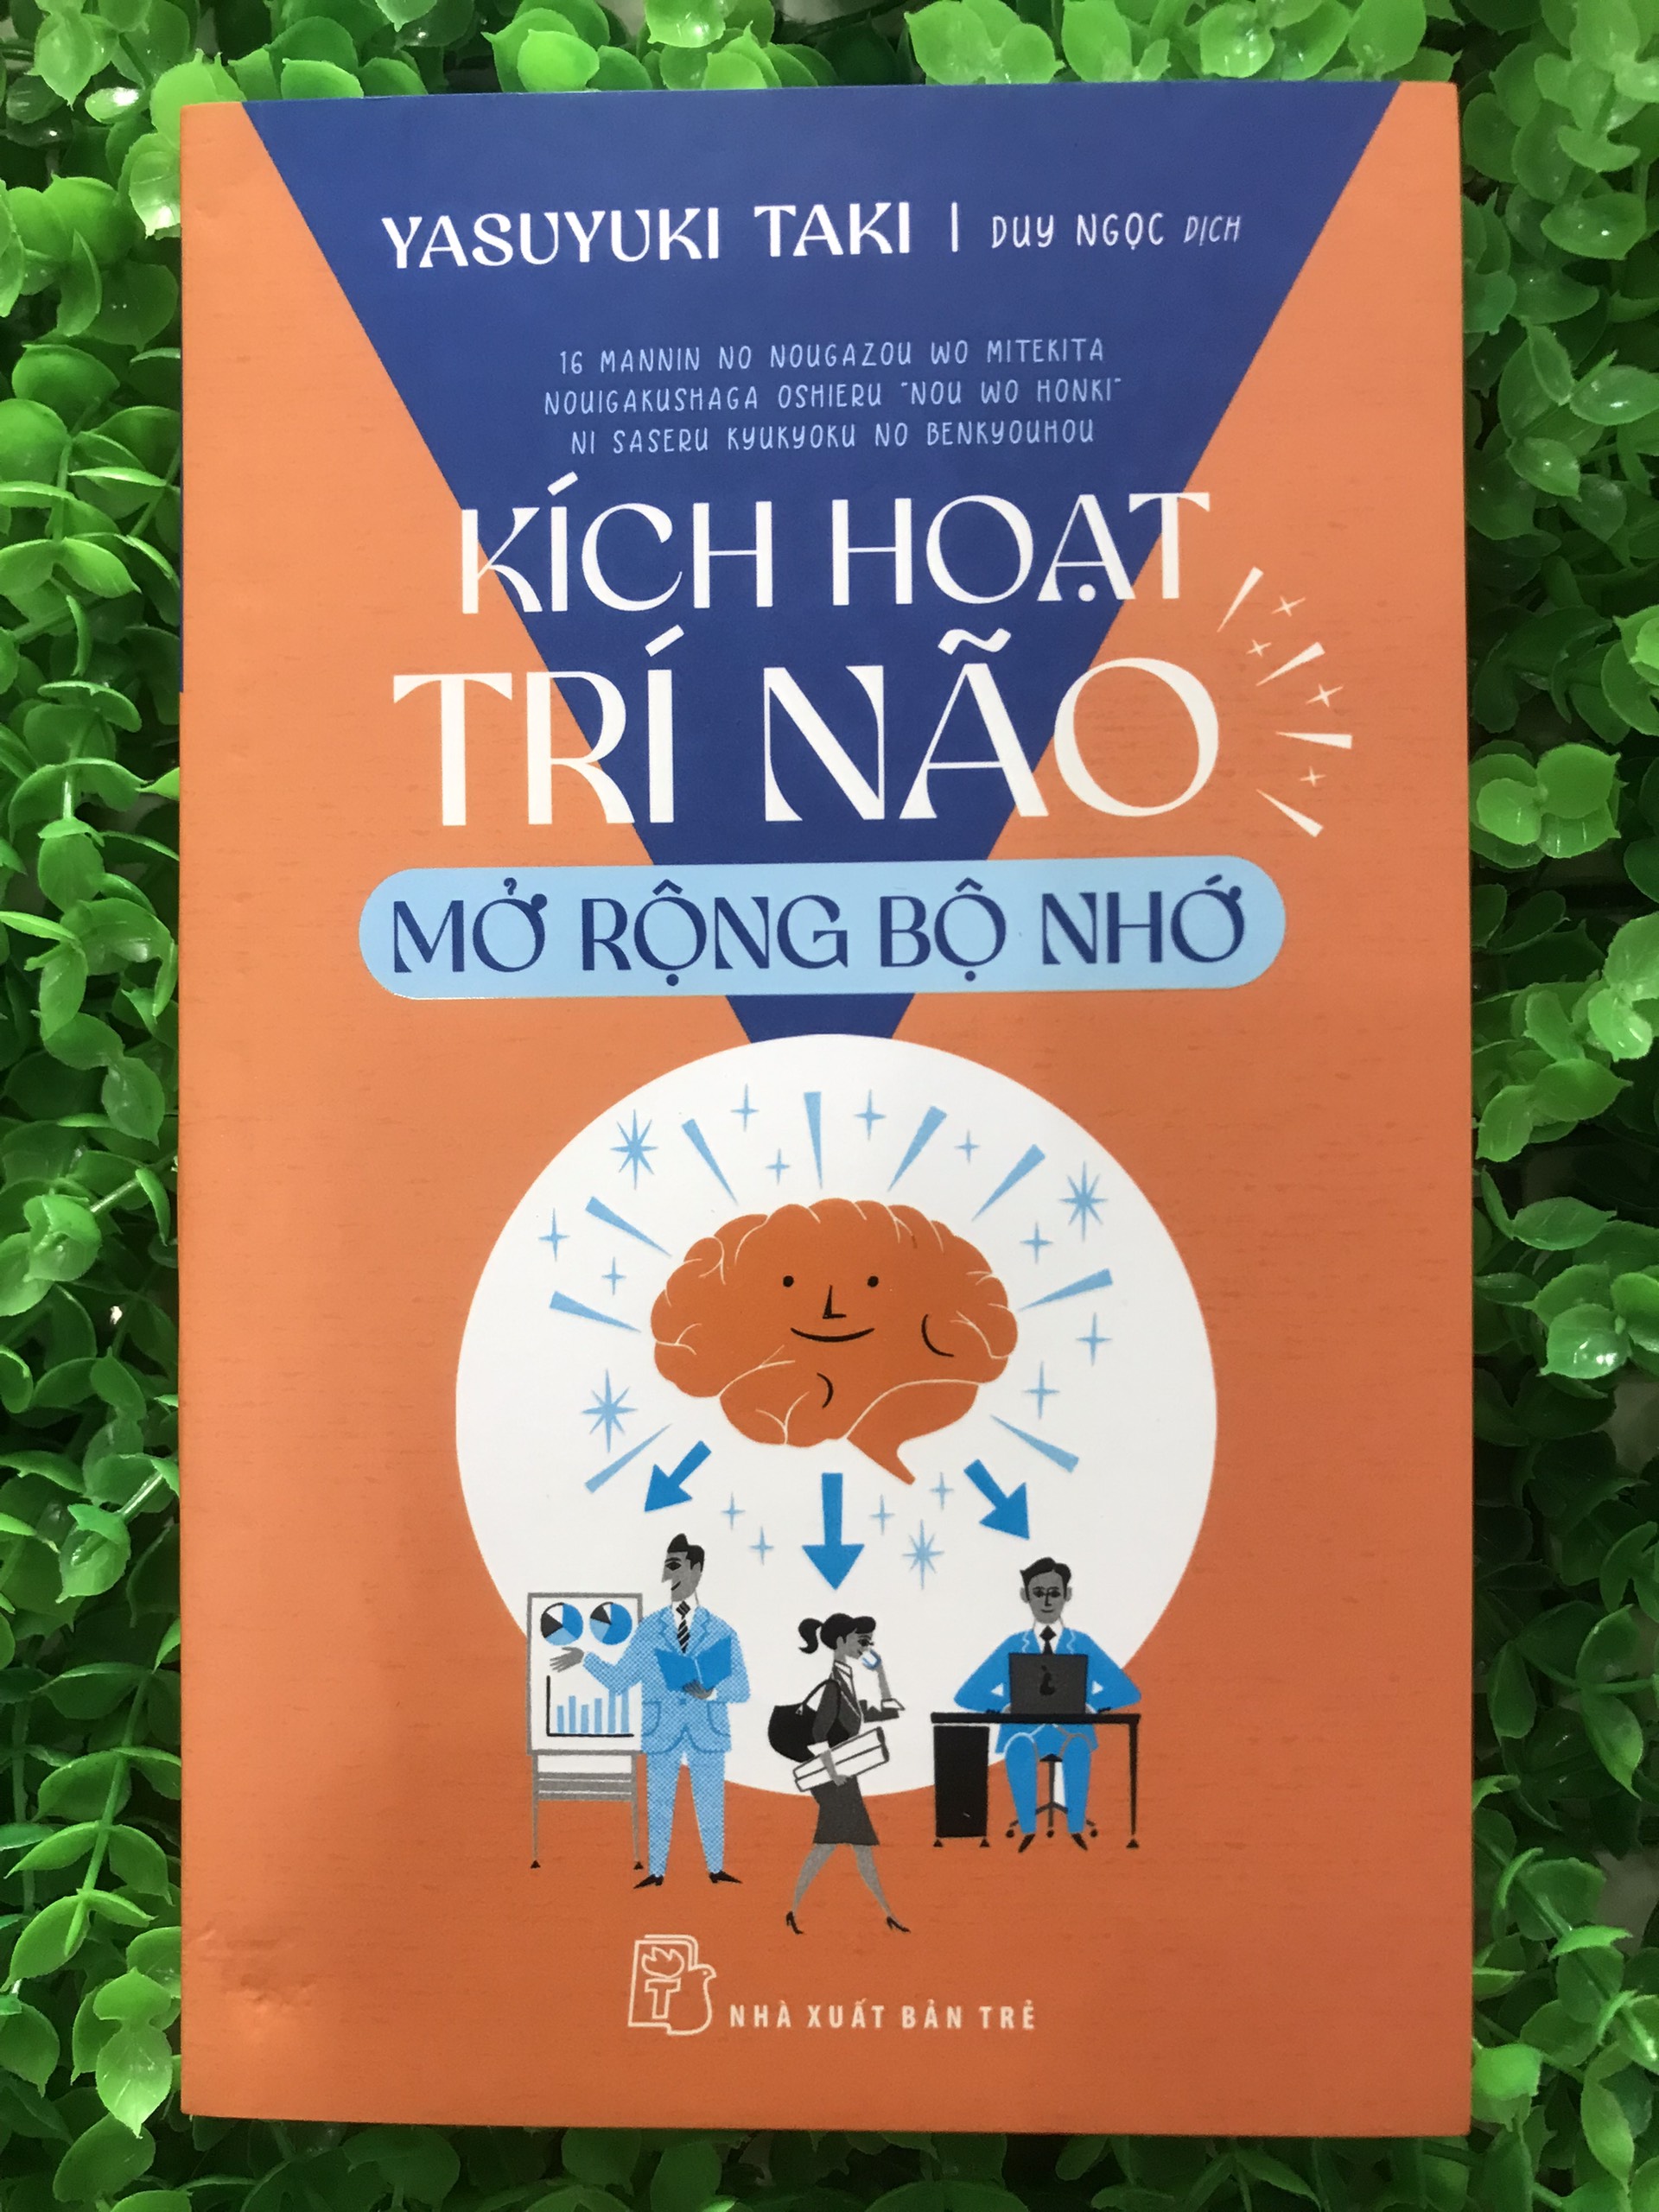 YASUYUKI TAKI | DUY NGỌC DỊCH
16 MANNIN NO NOUGAZOU WO MITEKITA
NOUIGAKUSHAGA OSHIERU "NOU WO HONKI"
NI SASERU KYUKYOKU NO BENKYOUHOU
KÍCH HOẠT
TRÍ NÃO
MỞ RỘNG BỘ NHỚ
T
NHÀ XUẤT BẢN TRẺ